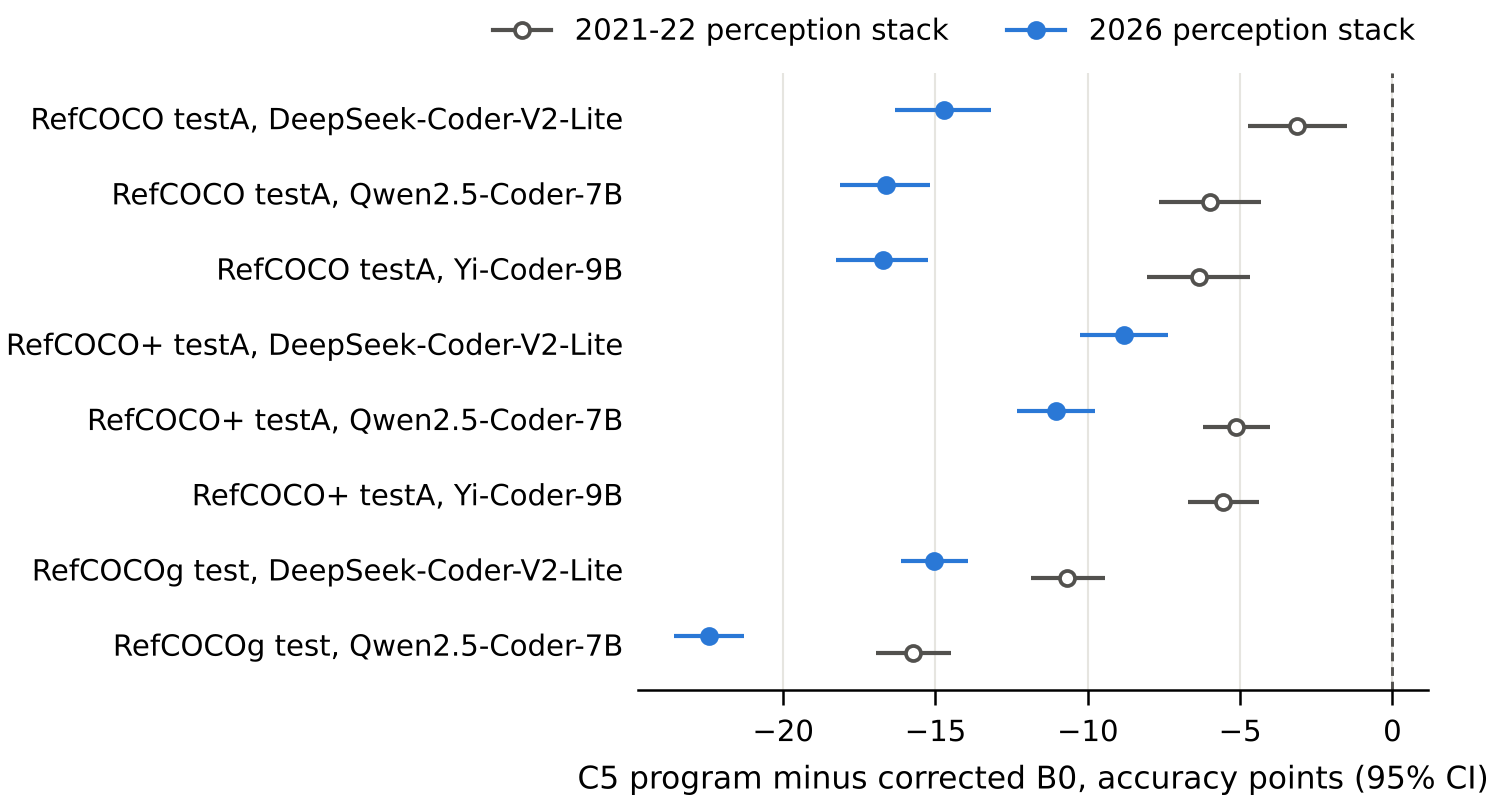 2021-22 perception stack
2026 perception stack
RefCOCO testA, DeepSeek-Coder-V2-Lite
RefCOCO testA, Qwen2.5-Coder-7B
RefCOCO testA, Yi-Coder-9B
RefCOCO+ testA, DeepSeek-Coder-V2-Lite
RefCOCO+ testA, Qwen2.5-Coder-7B
RefCOCO+ testA, Yi-Coder-9B
RefCOCOg test, DeepSeek-Coder-V2-Lite
RefCOCOg test, Qwen2.5-Coder-7B
−20 −15 −10 −5 0
C5 program minus corrected B0, accuracy points (95% CI)